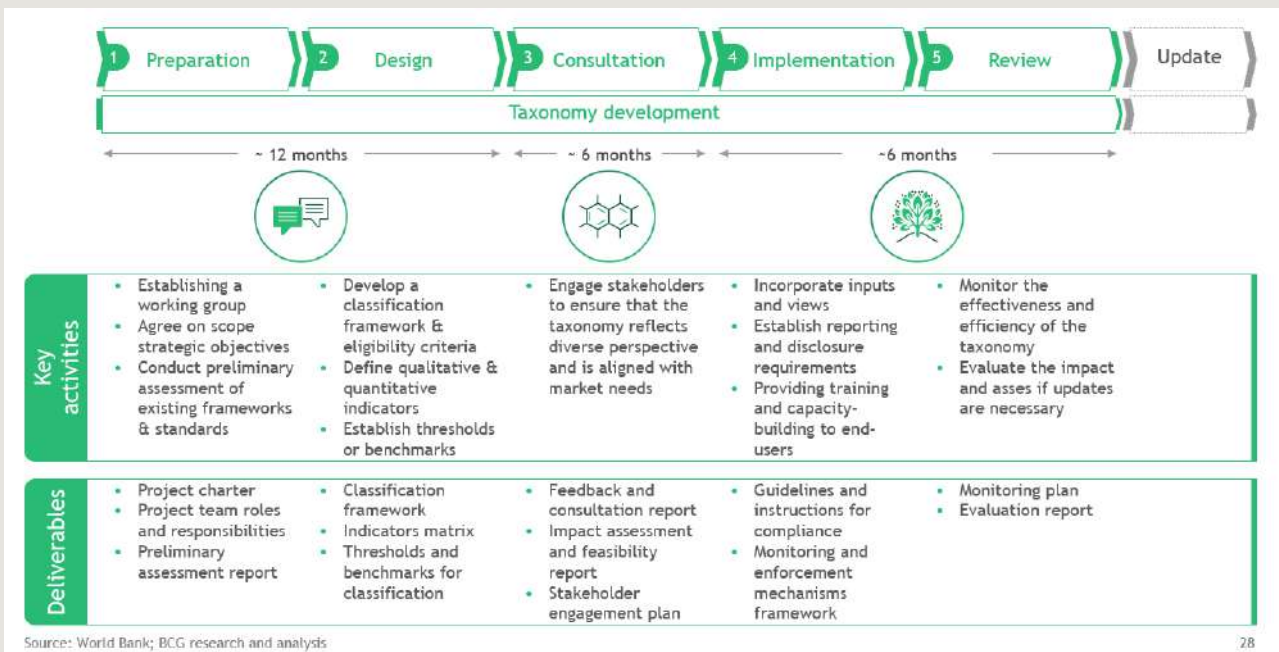 1 Preparation
2 Design
3 Consultation
4 Implementation
5 Review
Update
Taxonomy development
~ 12 months
~ 6 months
~6 months
Key
activities
• Establishing a
working group
• Agree on scope
strategic objectives
• Conduct preliminary
assessment of
existing frameworks
& standards
• Develop a
classification
framework &
eligibility criteria
• Define qualitative &
quantitative
indicators
• Establish thresholds
or benchmarks
• Engage stakeholders
to ensure that the
taxonomy reflects
diverse perspective
and is aligned with
market needs
• Incorporate inputs
and views
• Establish reporting
and disclosure
requirements
• Providing training
and capacity-
building to end-
users
• Monitor the
effectiveness and
efficiency of the
taxonomy
• Evaluate the impact
and asses if updates
are necessary
Deliverables
• Project charter
• Project team roles
and responsibilities
• Preliminary
assessment report
• Classification
framework
• Indicators matrix
• Thresholds and
benchmarks for
classification
• Feedback and
consultation report
• Impact assessment
and feasibility
report
• Stakeholder
engagement plan
• Guidelines and
instructions for
compliance
• Monitoring and
enforcement
mechanisms
framework
• Monitoring plan
• Evaluation report
Source: World Bank; BCG research and analysis
28